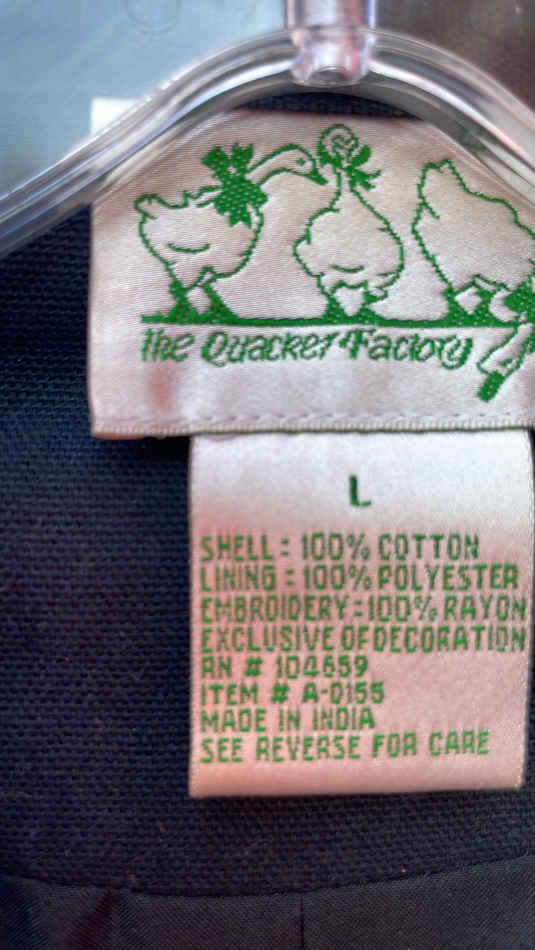 The Quacker Factory
L
SHELL : 100% COTTON
LINING : 100% POLYESTER
EMBROIDERY : 100% RAYON
EXCLUSIVE OF DECORATION
RN # 104659
ITEM # A-0155
MADE IN INDIA
SEE REVERSE FOR CARE